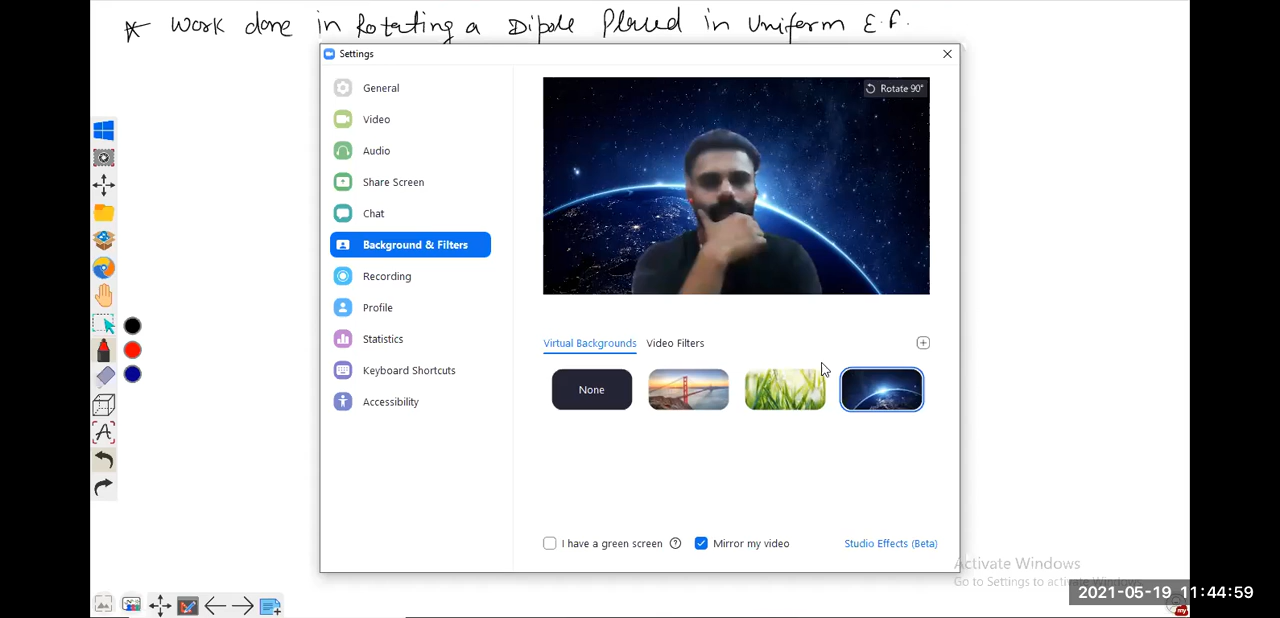 * Work done in Rotating a Dipole Placed in Uniform E.F.
Settings
Rotate 90°
General
Video
Audio
Share Screen
Chat
Background & Filters
Recording
Profile
Statistics
Keyboard Shortcuts
Accessibility
Virtual Backgrounds
Video Filters
None
I have a green screen
Mirror my video
Studio Effects (Beta)
Activate Windows
Go to Settings to activate Windows.
2021-05-19 11:44:59